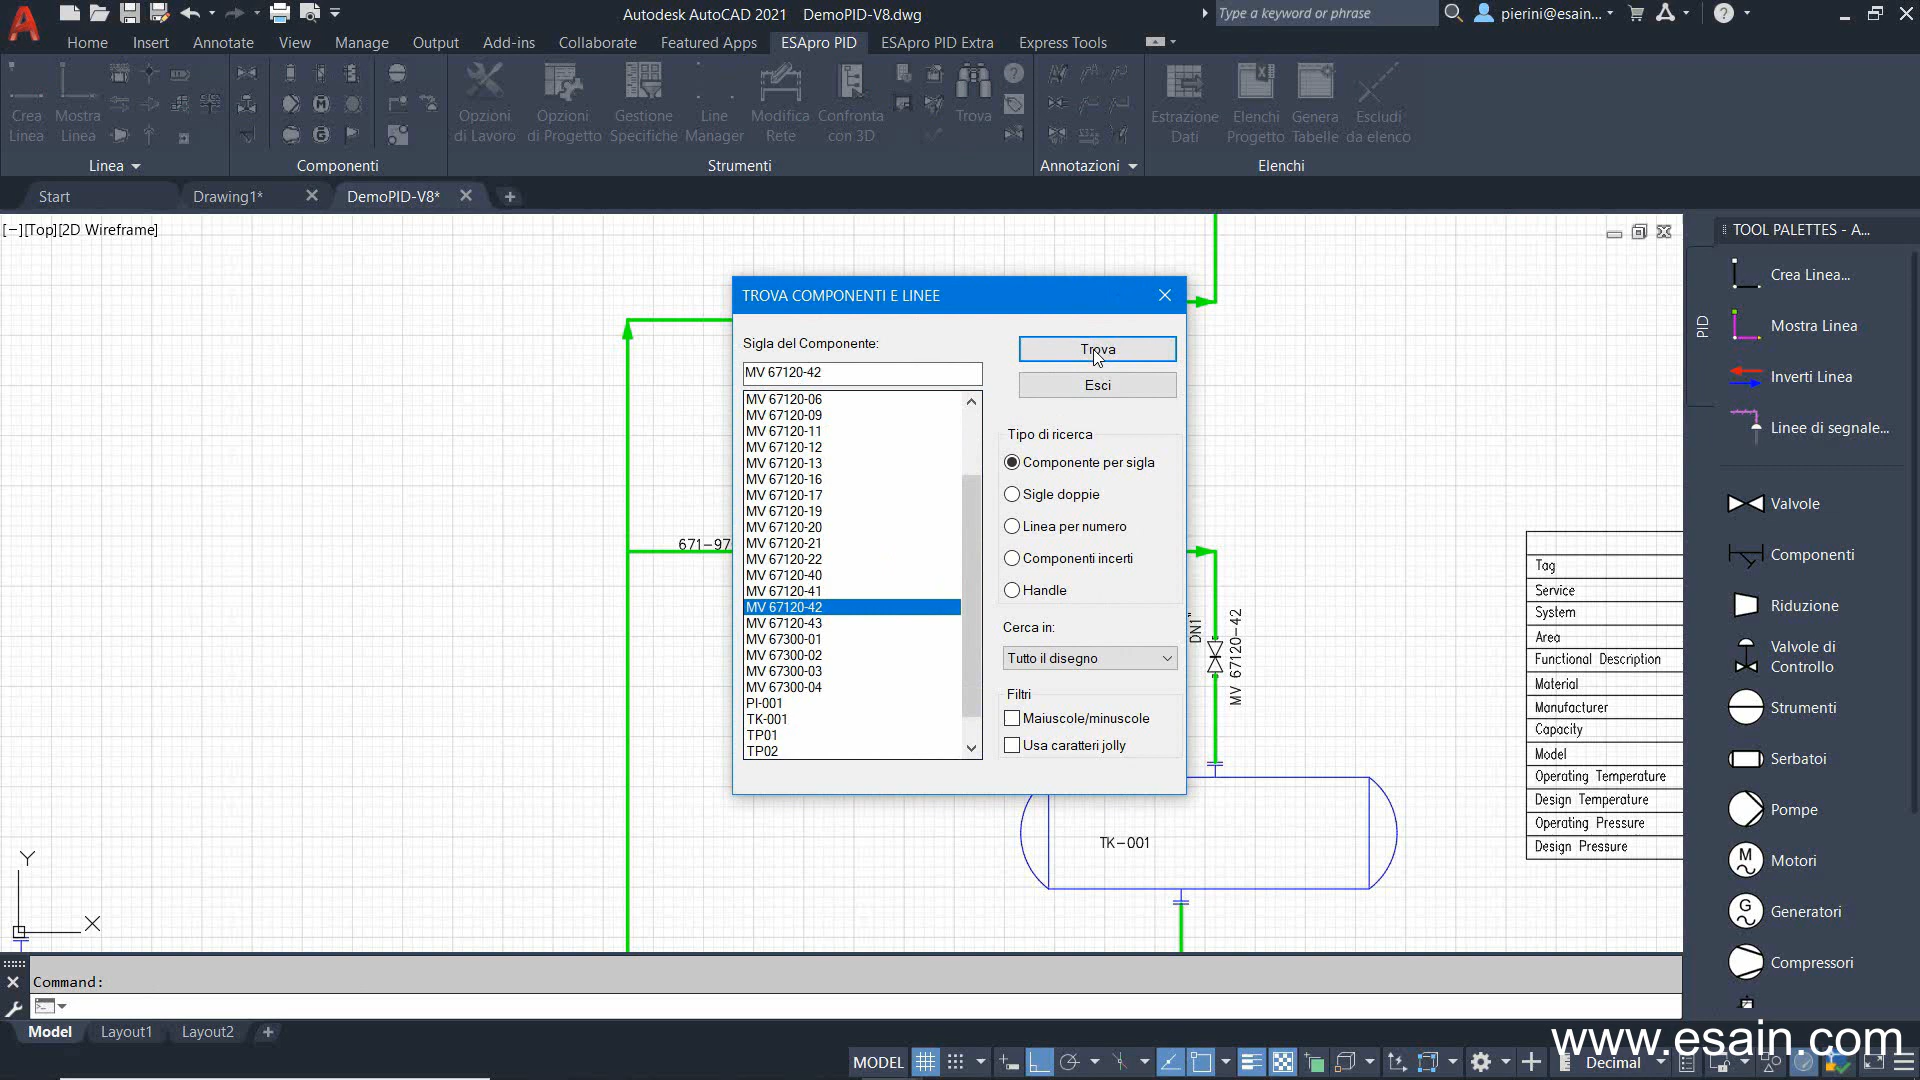 Autodesk AutoCAD 2021 DemoPID-V8.dwg
Type a keyword or phrase
pierini@esain...
Home Insert Annotate View Manage Output Add-ins Collaborate Featured Apps ESApro PID ESApro PID Extra Express Tools
Crea Linea
Mostra Linea
Opzioni di Lavoro
Opzioni di Progetto
Gestione Specifiche
Line Manager
Modifica Rete
Confronta con 3D
Trova
Estrazione Dati
Elenchi Progetto
Genera Tabelle
Escludi da elenco
Linea Componenti Strumenti Annotazioni Elenchi
Start Drawing1* DemoPID-V8*
[−][Top][2D Wireframe]
TROVA COMPONENTI E LINEE
Sigla del Componente:
MV 67120-42
MV 67120-06
MV 67120-09
MV 67120-11
MV 67120-12
MV 67120-13
MV 67120-16
MV 67120-17
MV 67120-19
MV 67120-20
MV 67120-21
MV 67120-22
MV 67120-40
MV 67120-41
MV 67120-42
MV 67120-43
MV 67300-01
MV 67300-02
MV 67300-03
MV 67300-04
PI-001
TK-001
TP01
TP02
Trova
Esci
Tipo di ricerca
Componente per sigla
Sigle doppie
Linea per numero
Componenti incerti
Handle
Cerca in:
Tutto il disegno
Filtri
Maiuscole/minuscole
Usa caratteri jolly
671-97
DN1"
MV 67120-42
TK-001
Tag
Service
System
Area
Functional Description
Material
Manufacturer
Capacity
Model
Operating Temperature
Design Temperature
Operating Pressure
Design Pressure
TOOL PALETTES - A...
PID
Crea Linea...
Mostra Linea
Inverti Linea
Linee di segnale...
Valvole
Componenti
Riduzione
Valvole di
Controllo
Strumenti
Serbatoi
Pompe
M
Motori
G
Generatori
Compressori
Y
X
Command:
Model Layout1 Layout2
www.esain.com
MODEL
Decimal